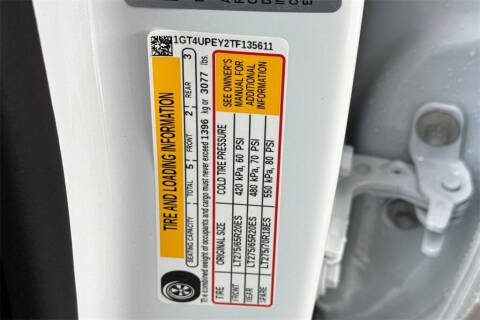 1GT4UPEY2TF135611
TIRE AND LOADING INFORMATION
SEATING CAPACITY TOTAL 5 FRONT 2 REAR 3
The combined weight of occupants and cargo must never exceed 1396 kg or 3077 lbs.
ORIGINAL SIZE COLD TIRE PRESSURE
FRONT LT275/65R20ES 420 kPa, 60 PSI
REAR LT275/65R20ES 480 kPa, 70 PSI
SPARE LT275/70R18ES 550 kPa, 80 PSI
SEE OWNER'S
MANUAL FOR
ADDITIONAL
INFORMATION